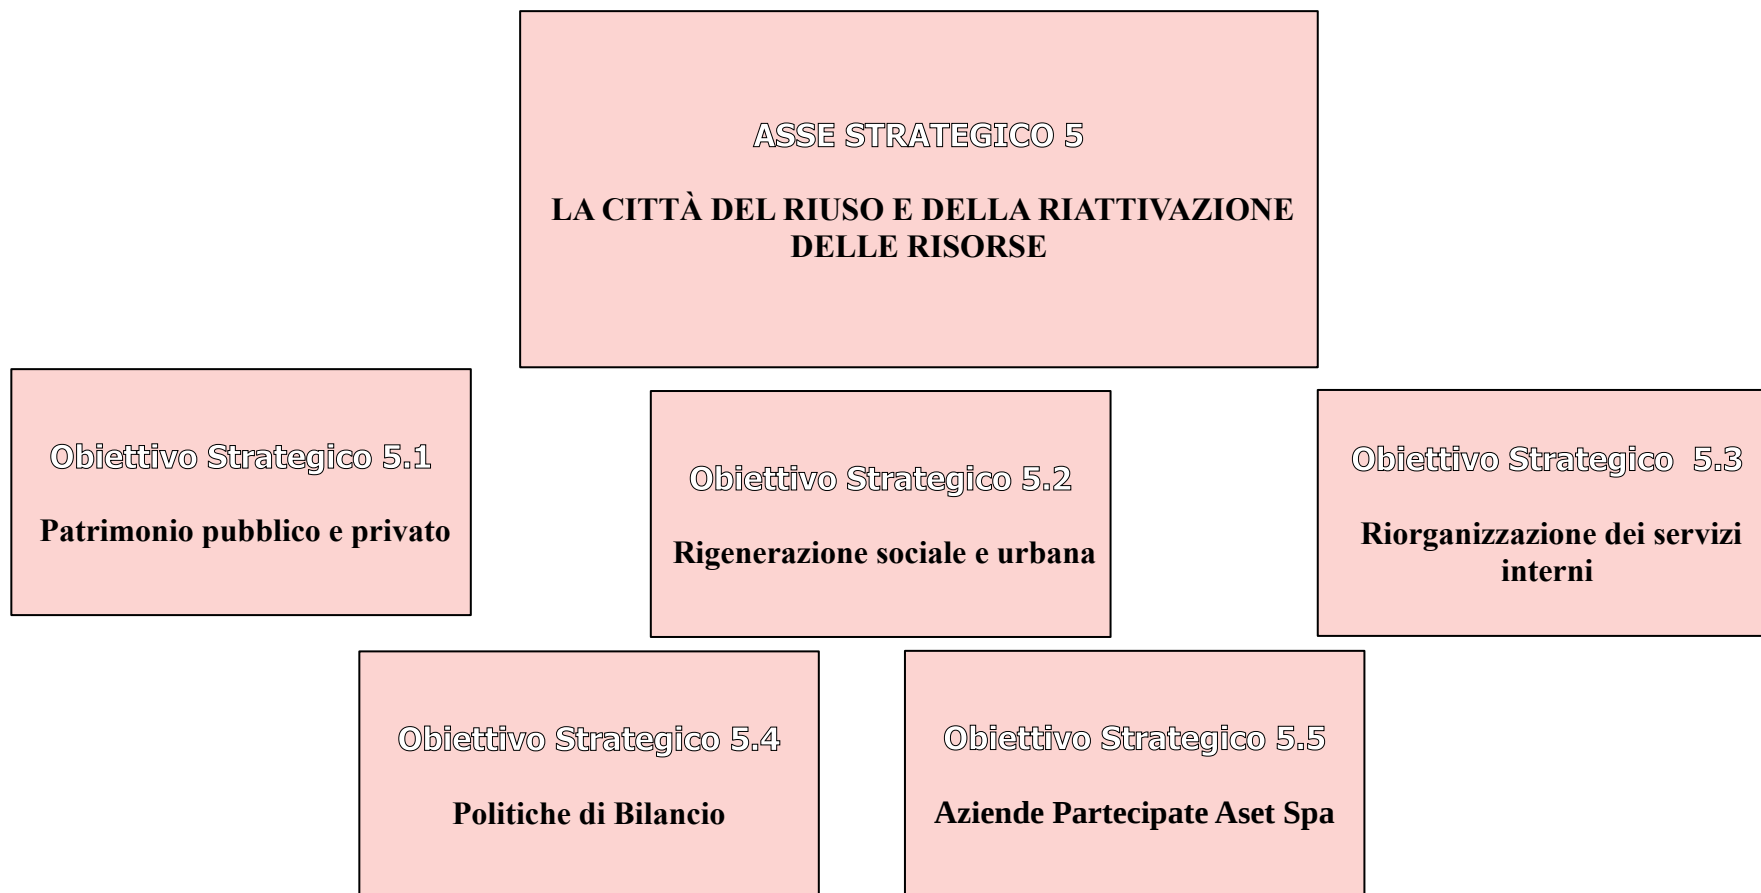 ASSE STRATEGICO 5
LA CITTÀ DEL RIUSO E DELLA RIATTIVAZIONE
DELLE RISORSE
Obiettivo Strategico 5.1
Patrimonio pubblico e privato
Obiettivo Strategico 5.2
Rigenerazione sociale e urbana
Obiettivo Strategico 5.3
Riorganizzazione dei servizi
interni
Obiettivo Strategico 5.4
Politiche di Bilancio
Obiettivo Strategico 5.5
Aziende Partecipate Aset Spa